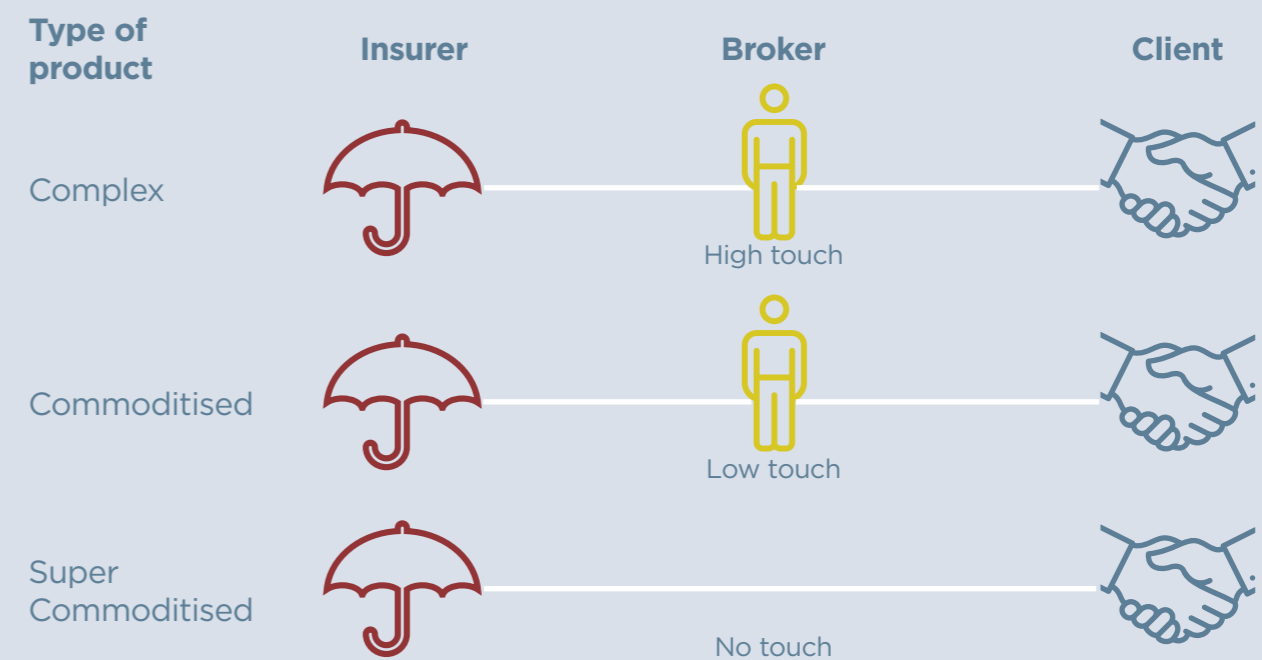 Type of
product
Insurer
Broker
Client
Complex
High touch
Commoditised
Low touch
Super
Commoditised
No touch